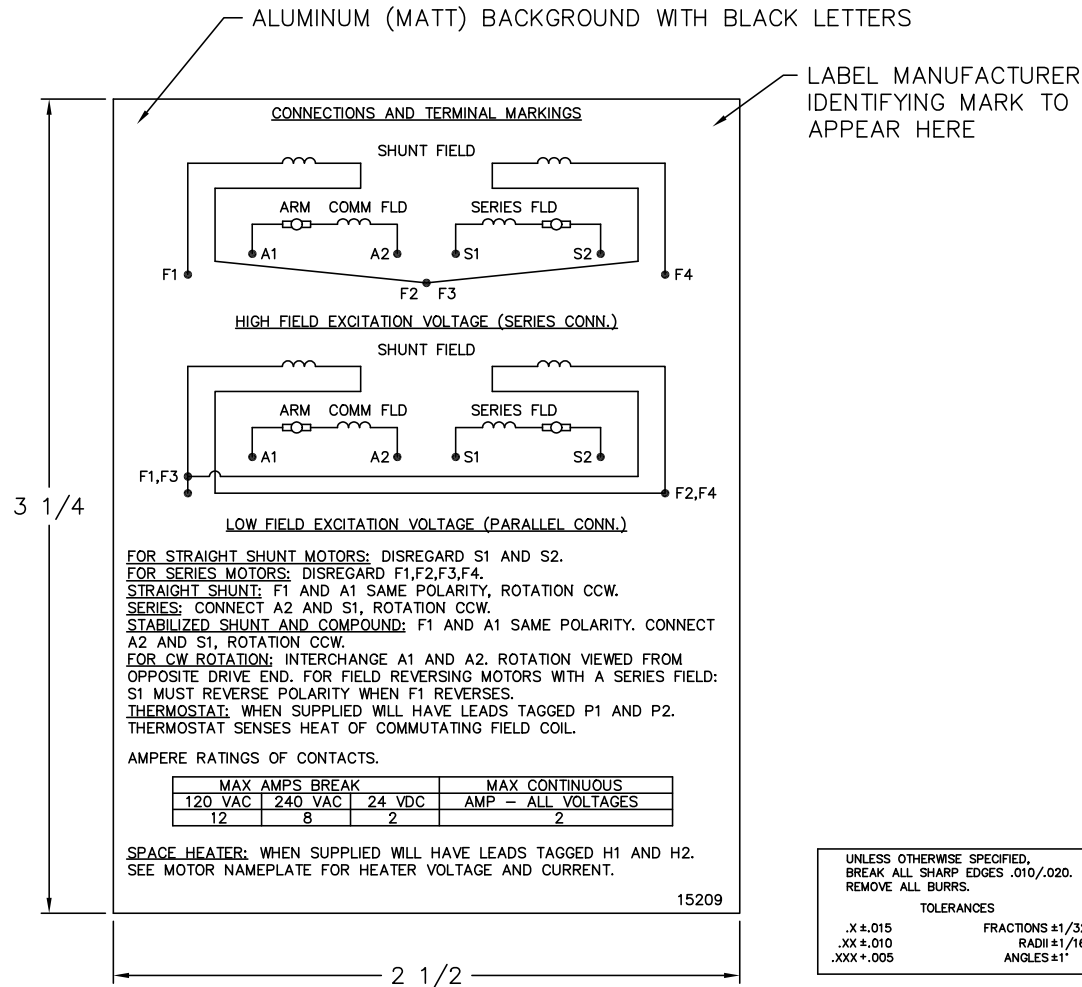 ALUMINUM (MATT) BACKGROUND WITH BLACK LETTERS
LABEL MANUFACTURER
IDENTIFYING MARK TO
APPEAR HERE
CONNECTIONS AND TERMINAL MARKINGS
SHUNT FIELD
ARM COMM FLD SERIES FLD
A1 A2 S1 S2
F1 F4
F2 F3
HIGH FIELD EXCITATION VOLTAGE (SERIES CONN.)
SHUNT FIELD
ARM COMM FLD SERIES FLD
A1 A2 S1 S2
F1,F3
F2,F4
3 1/4
LOW FIELD EXCITATION VOLTAGE (PARALLEL CONN.)
FOR STRAIGHT SHUNT MOTORS: DISREGARD S1 AND S2.
FOR SERIES MOTORS: DISREGARD F1,F2,F3,F4.
STRAIGHT SHUNT: F1 AND A1 SAME POLARITY, ROTATION CCW.
SERIES: CONNECT A2 AND S1, ROTATION CCW.
STABILIZED SHUNT AND COMPOUND: F1 AND A1 SAME POLARITY. CONNECT
A2 AND S1, ROTATION CCW.
FOR CW ROTATION: INTERCHANGE A1 AND A2. ROTATION VIEWED FROM
OPPOSITE DRIVE END. FOR FIELD REVERSING MOTORS WITH A SERIES FIELD:
S1 MUST REVERSE POLARITY WHEN F1 REVERSES.
THERMOSTAT: WHEN SUPPLIED WILL HAVE LEADS TAGGED P1 AND P2.
THERMOSTAT SENSES HEAT OF COMMUTATING FIELD COIL.
AMPERE RATINGS OF CONTACTS.
MAX AMPS BREAK MAX CONTINUOUS
120 VAC 240 VAC 24 VDC AMP – ALL VOLTAGES
12 8 2 2
SPACE HEATER: WHEN SUPPLIED WILL HAVE LEADS TAGGED H1 AND H2.
SEE MOTOR NAMEPLATE FOR HEATER VOLTAGE AND CURRENT.
15209
2 1/2
UNLESS OTHERWISE SPECIFIED,
BREAK ALL SHARP EDGES .010/.020.
REMOVE ALL BURRS.
TOLERANCES
.X ±.015 FRACTIONS ±1/32
.XX ±.010 RADII ±1/16
.XXX +.005 ANGLES ±1°